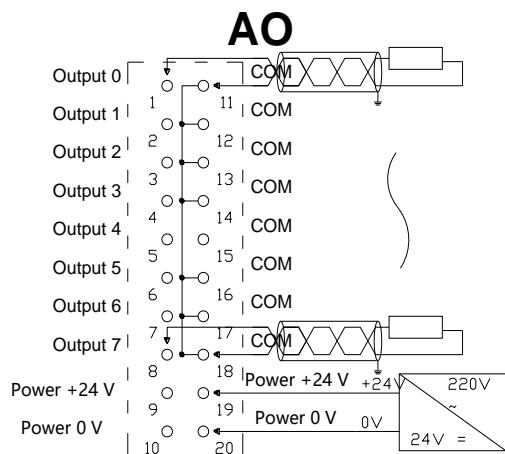 AO
Output 0 COM
1 11
Output 1 COM
2 12
Output 2 COM
3 13
Output 3 COM
4 14
Output 4 COM
5 15
Output 5 COM
6 16
Output 6 COM
7 17
Output 7 COM
8 18
Power +24 V Power +24 V +24V 220V
9 19
~
Power 0 V Power 0 V 0V
10 20
24V =